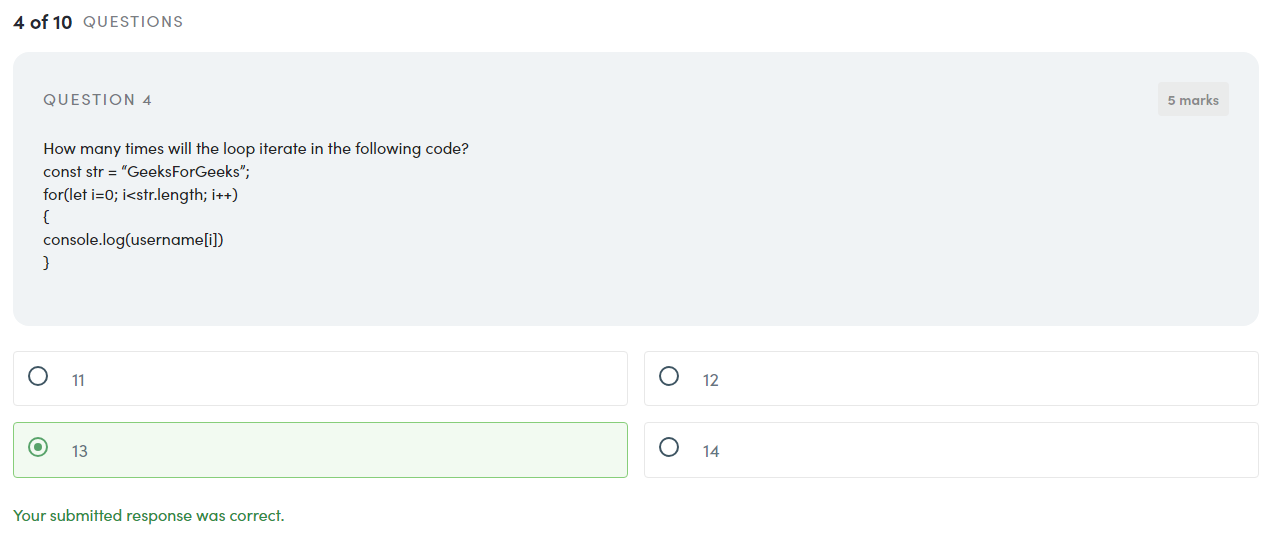 4 of 10 QUESTIONS
QUESTION 4
5 marks
How many times will the loop iterate in the following code?
const str = “GeeksForGeeks”;
for(let i=0; i<str.length; i++)
{
console.log(username[i])
}
11
12
13
14
Your submitted response was correct.